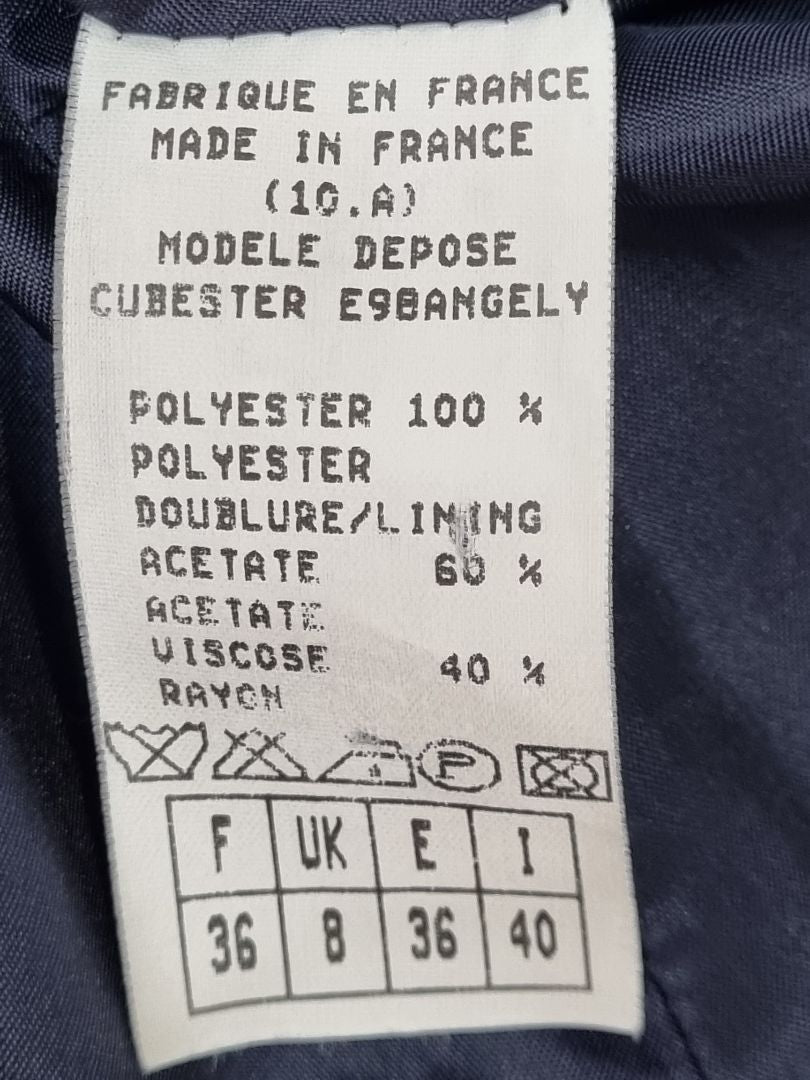 FABRIQUE EN FRANCE
MADE IN FRANCE
(10.A)
MODELE DEPOSE
CUBESTER E98ANGELY
POLYESTER 100 %
POLYESTER
DOUBLURE/LINING
ACETATE 60 %
ACETATE
VISCOSE 40 %
RAYON
P
F UK E I
36 8 36 40